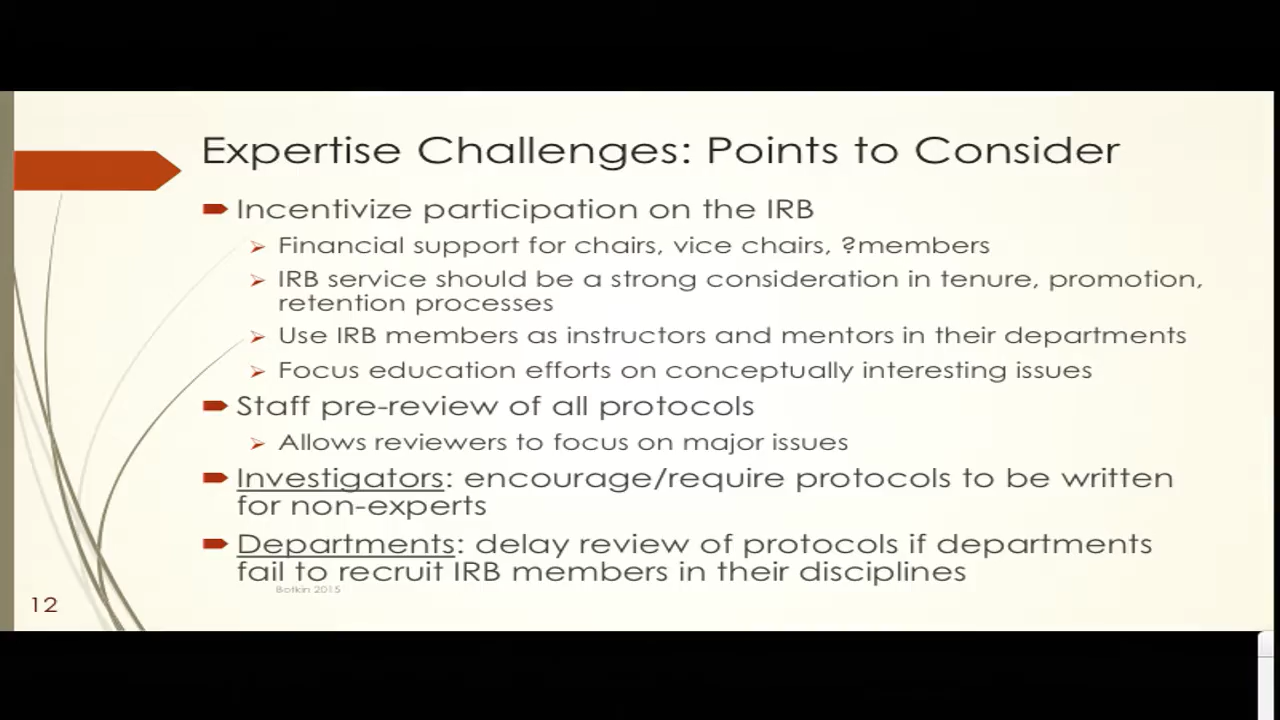 Expertise Challenges: Points to Consider
Incentivize participation on the IRB
Financial support for chairs, vice chairs, ?members
IRB service should be a strong consideration in tenure, promotion,
retention processes
Use IRB members as instructors and mentors in their departments
Focus education efforts on conceptually interesting issues
Staff pre-review of all protocols
Allows reviewers to focus on major issues
Investigators: encourage/require protocols to be written
for non-experts
Departments: delay review of protocols if departments
fail to recruit IRB members in their disciplines
Botkin 2015
12